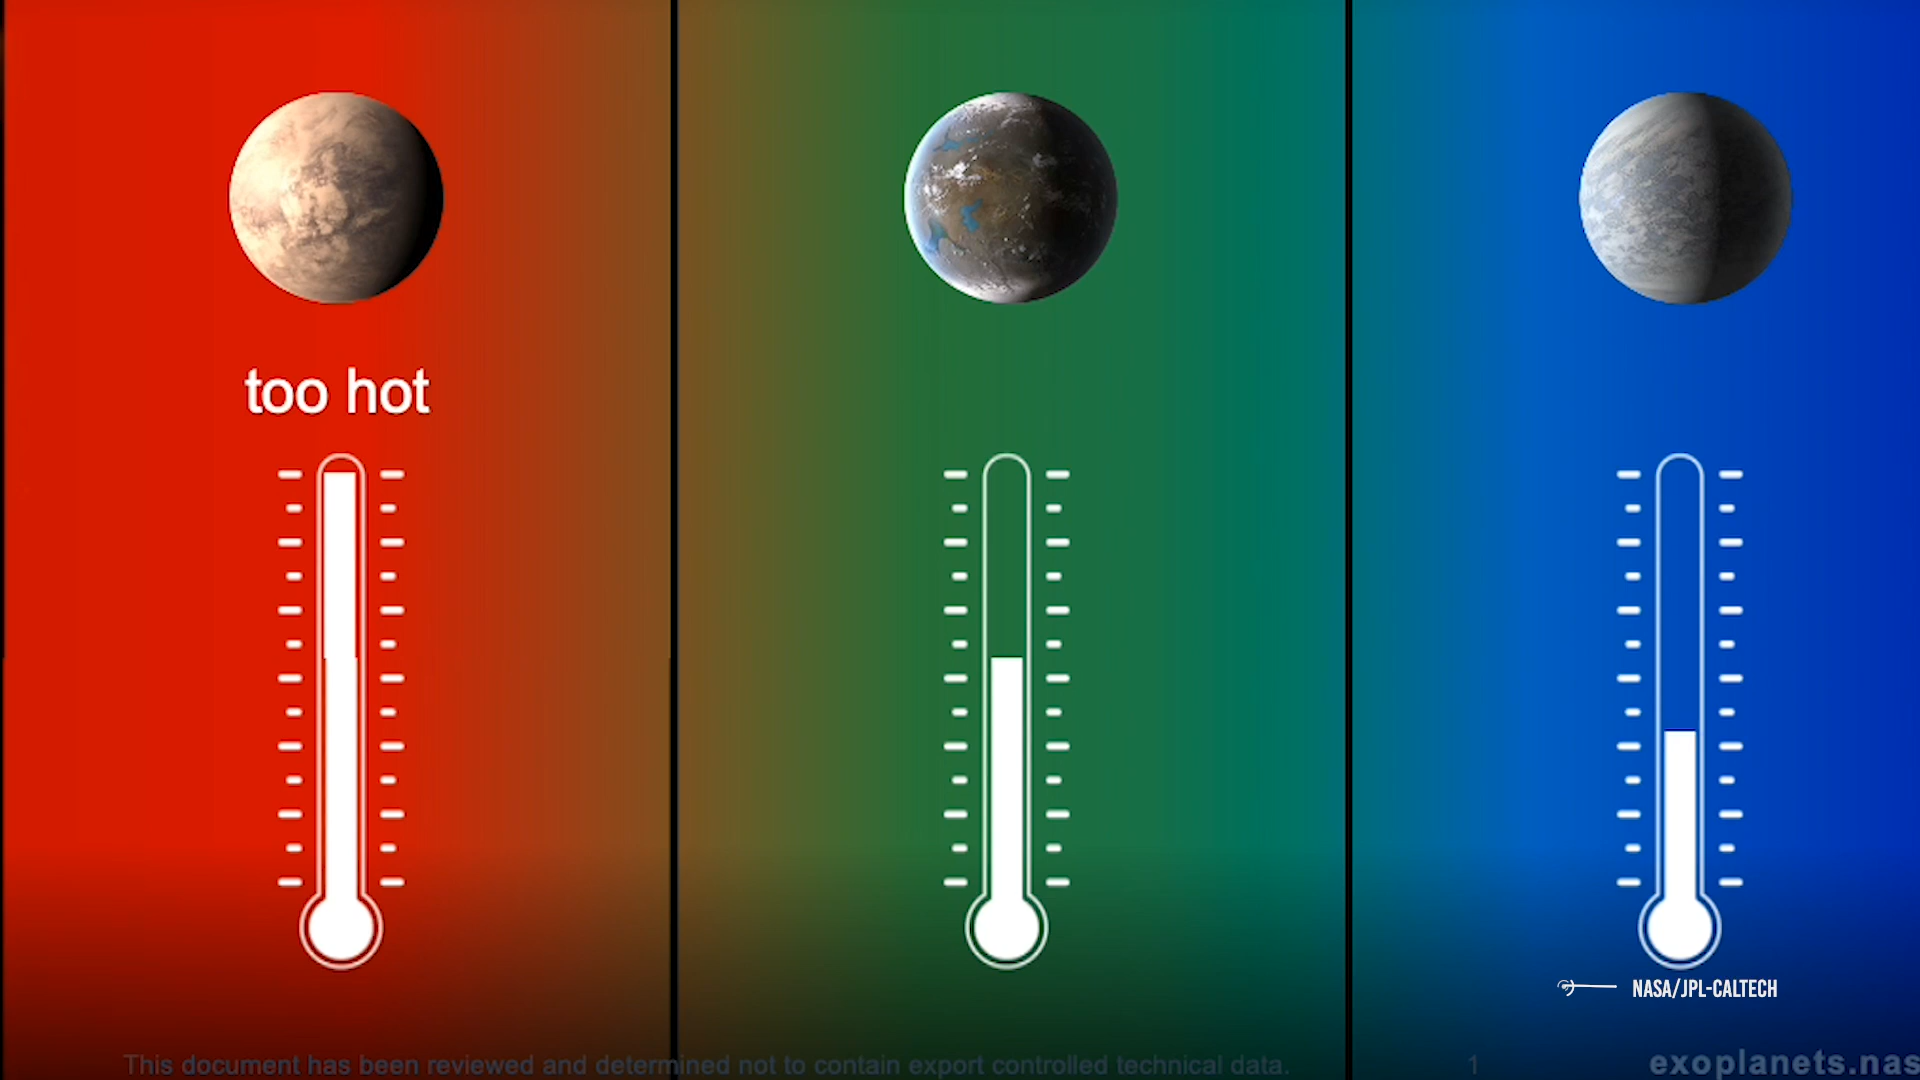 too hot
NASA/JPL-CALTECH
This document has been reviewed and determined not to contain export controlled technical data.
1
exoplanets.nas